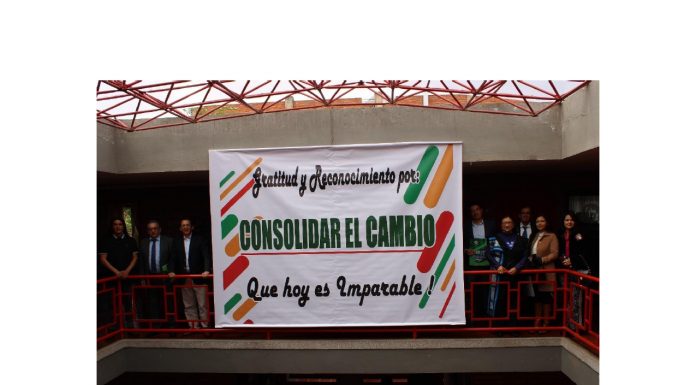 Gratitud y Reconocimiento por:
CONSOLIDAR EL CAMBIO
Que hoy es Imparable !